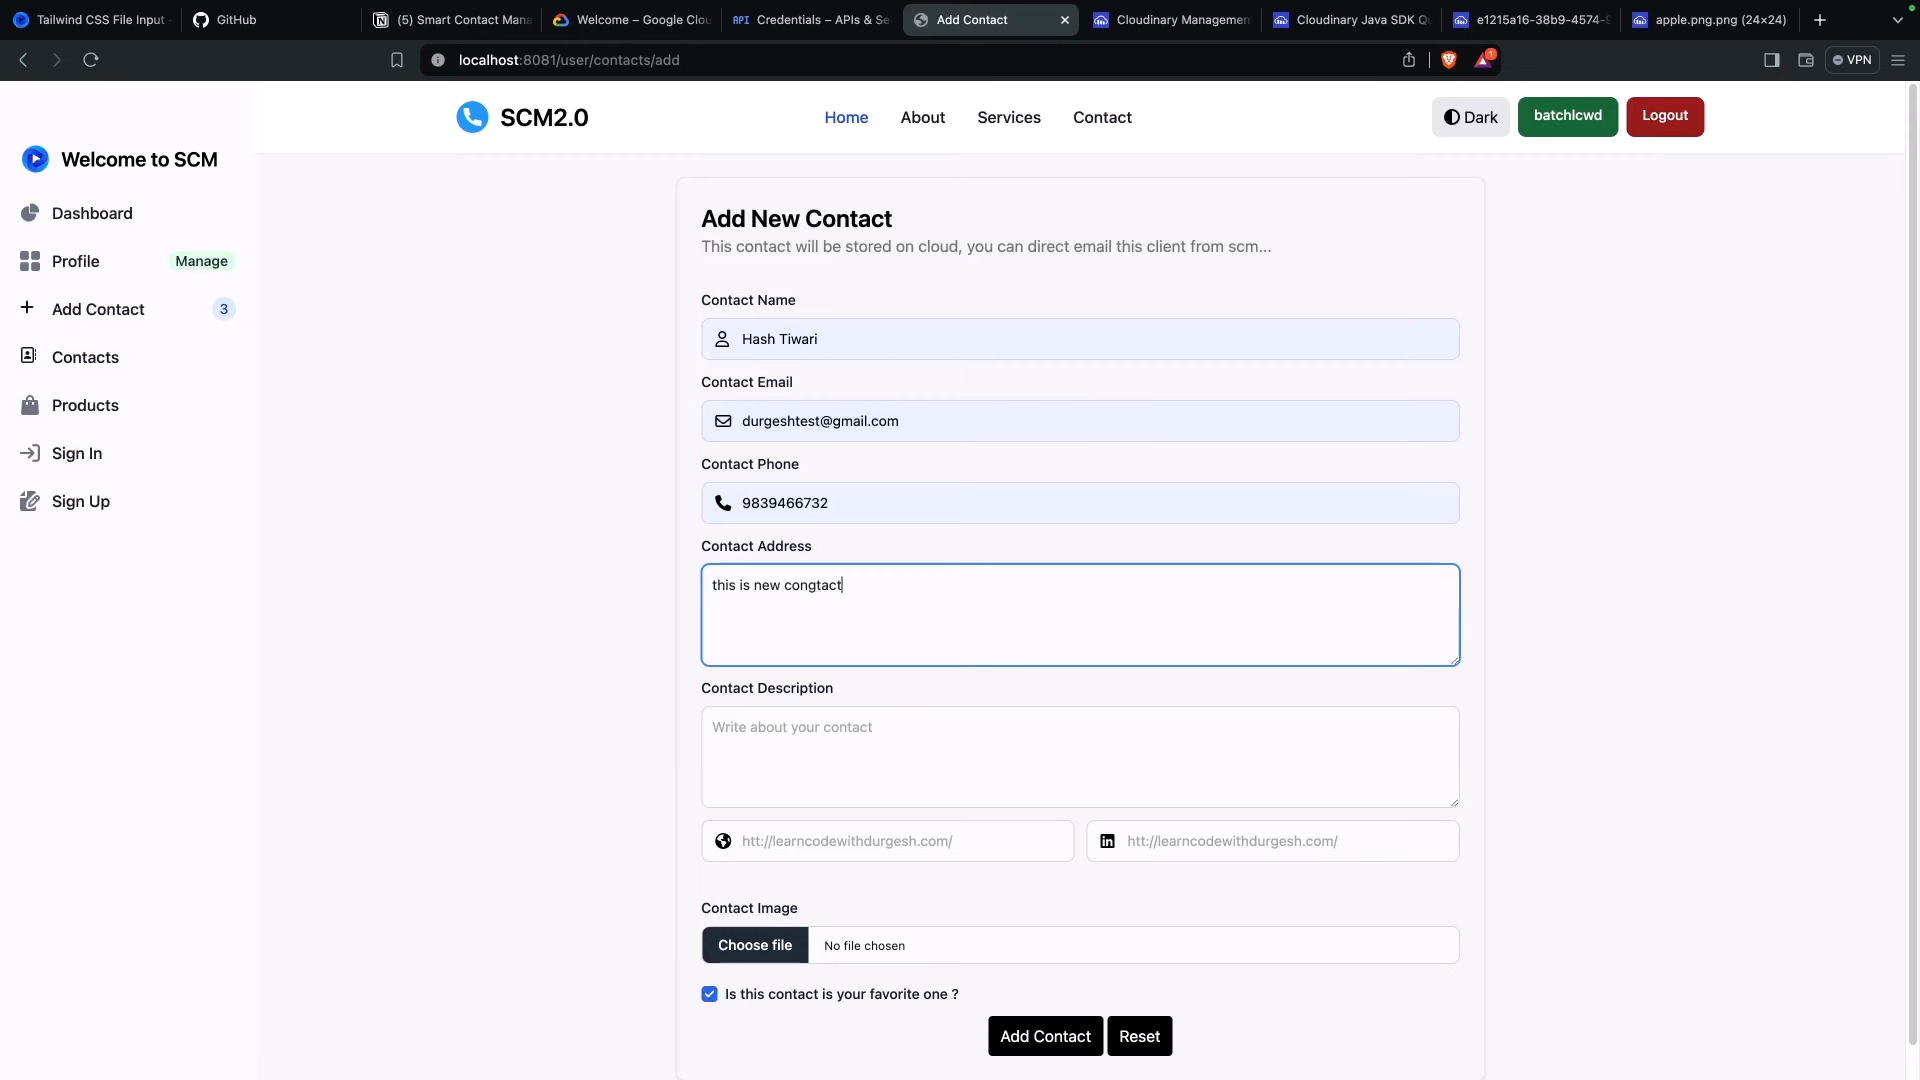 Tailwind CSS File Input
GitHub
(5) Smart Contact Mana
Welcome – Google Clou
API Credentials – APIs & Se
Add Contact
Cloudinary Managemen
Cloudinary Java SDK Qu
e1215a16-38b9-4574-9
apple.png.png (24×24)
localhost:8081/user/contacts/add
1
VPN
SCM2.0
Home
About
Services
Contact
Dark
batchlcwd
Logout
Welcome to SCM
Dashboard
Profile
Manage
Add Contact
3
Contacts
Products
Sign In
Sign Up
Add New Contact
This contact will be stored on cloud, you can direct email this client from scm...
Contact Name
Hash Tiwari
Contact Email
durgeshtest@gmail.com
Contact Phone
9839466732
Contact Address
this is new congtact
Contact Description
Write about your contact
htt://learncodewithdurgesh.com/
htt://learncodewithdurgesh.com/
Contact Image
Choose file
No file chosen
Is this contact is your favorite one ?
Add Contact
Reset